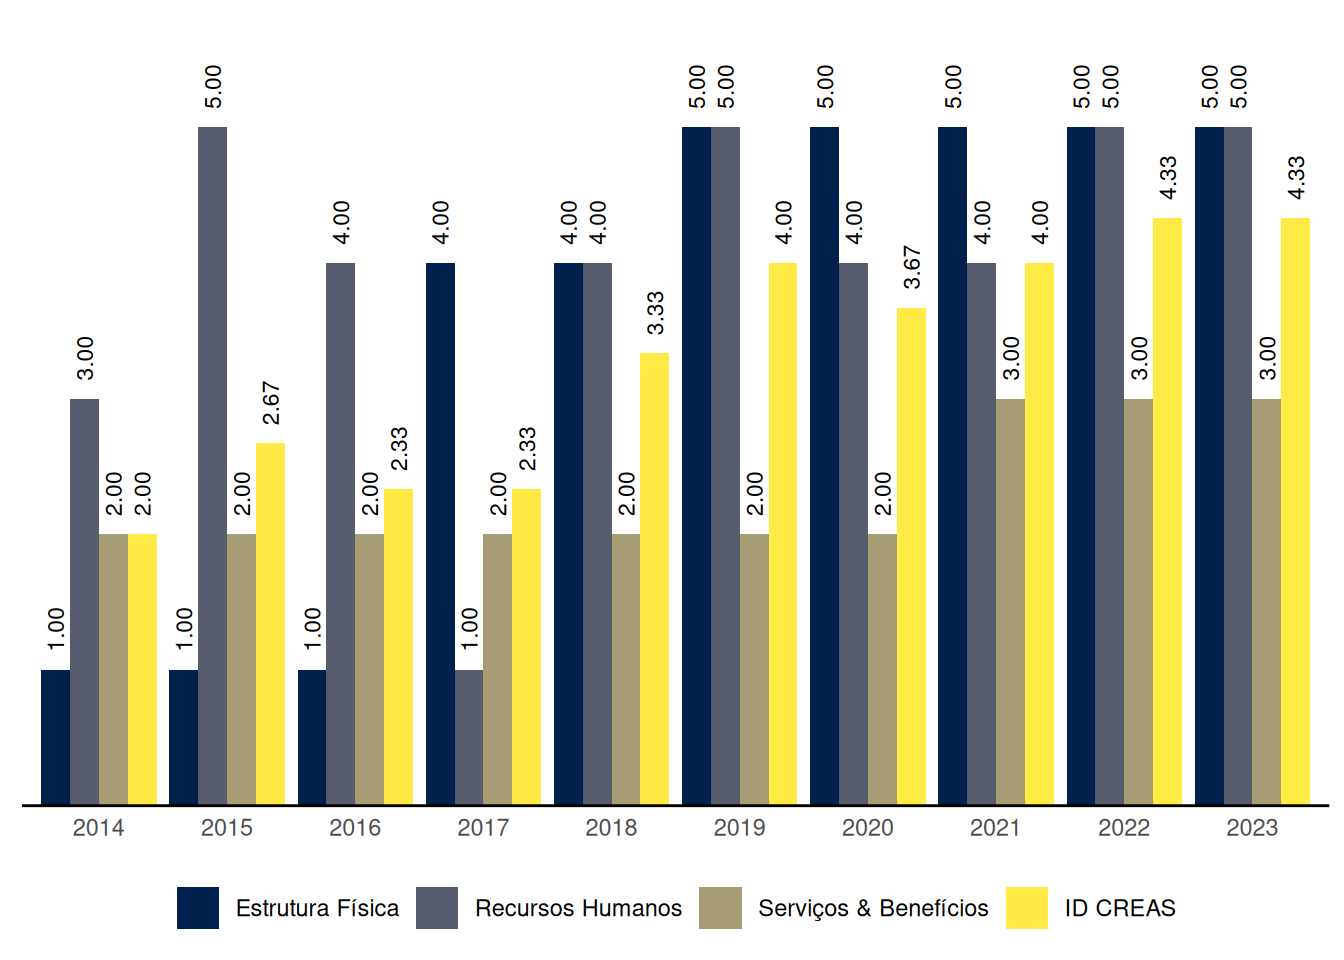 5.00 5.00 5.00 5.00 5.00 5.00 5.00 5.00 5.00
4.33 4.33
4.00 4.00 4.00 4.00 4.00 4.00 4.00 4.00
3.67
3.33
3.00 3.00 3.00 3.00
2.67
2.33 2.33
2.00 2.00 2.00 2.00 2.00 2.00 2.00 2.00
1.00 1.00 1.00 1.00
2014 2015 2016 2017 2018 2019 2020 2021 2022 2023
Estrutura Física Recursos Humanos Serviços & Benefícios ID CREAS